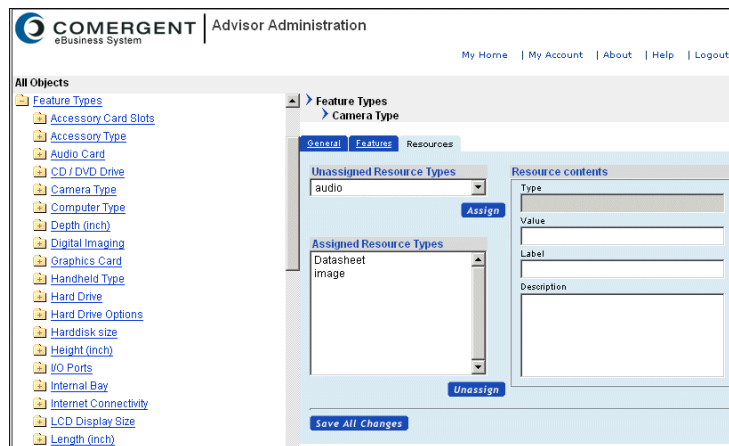 COMERGENT
eBusiness System
Advisor Administration
My Home | My Account | About | Help | Logout
All Objects
Feature Types
Accessory Card Slots
Accessory Type
Audio Card
CD / DVD Drive
Camera Type
Computer Type
Depth (inch)
Digital Imaging
Graphics Card
Handheld Type
Hard Drive
Hard Drive Options
Harddisk size
Height (inch)
I/O Ports
Internal Bay
Internet Connectivity
LCD Display Size
Length (inch)
Feature Types
Camera Type
General Features Resources
Unassigned Resource Types
audio
Assign
Assigned Resource Types
Datasheet
image
Unassign
Resource contents
Type
Value
Label
Description
Save All Changes